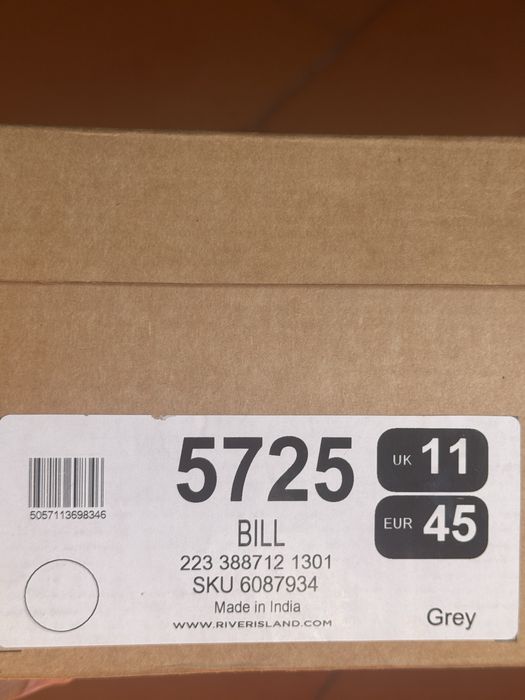 5057113698346
5725
BILL
223 388712 1301
SKU 6087934
Made in India
WWW.RIVERISLAND.COM
UK 11
EUR 45
Grey